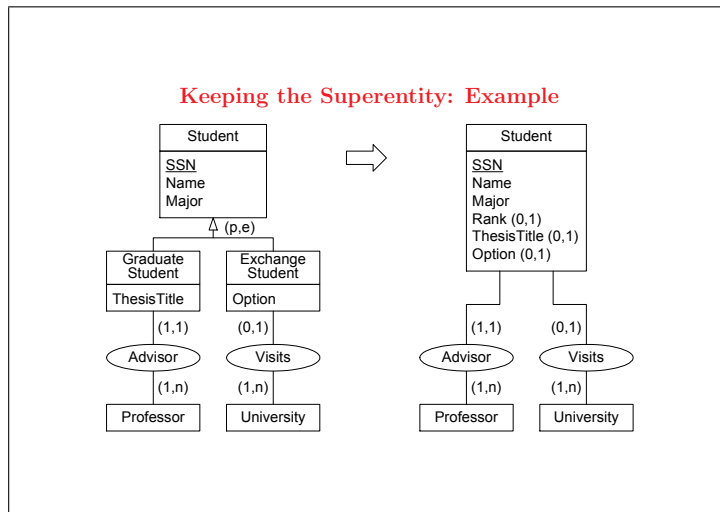 Keeping the Superentity: Example
Student
SSN
Name
Major
(p,e)
Graduate
Student
ThesisTitle
Exchange
Student
Option
(1,1)
(0,1)
Advisor
Visits
(1,n)
(1,n)
Professor
University
Student
SSN
Name
Major
Rank (0,1)
ThesisTitle (0,1)
Option (0,1)
(1,1)
(0,1)
Advisor
Visits
(1,n)
(1,n)
Professor
University